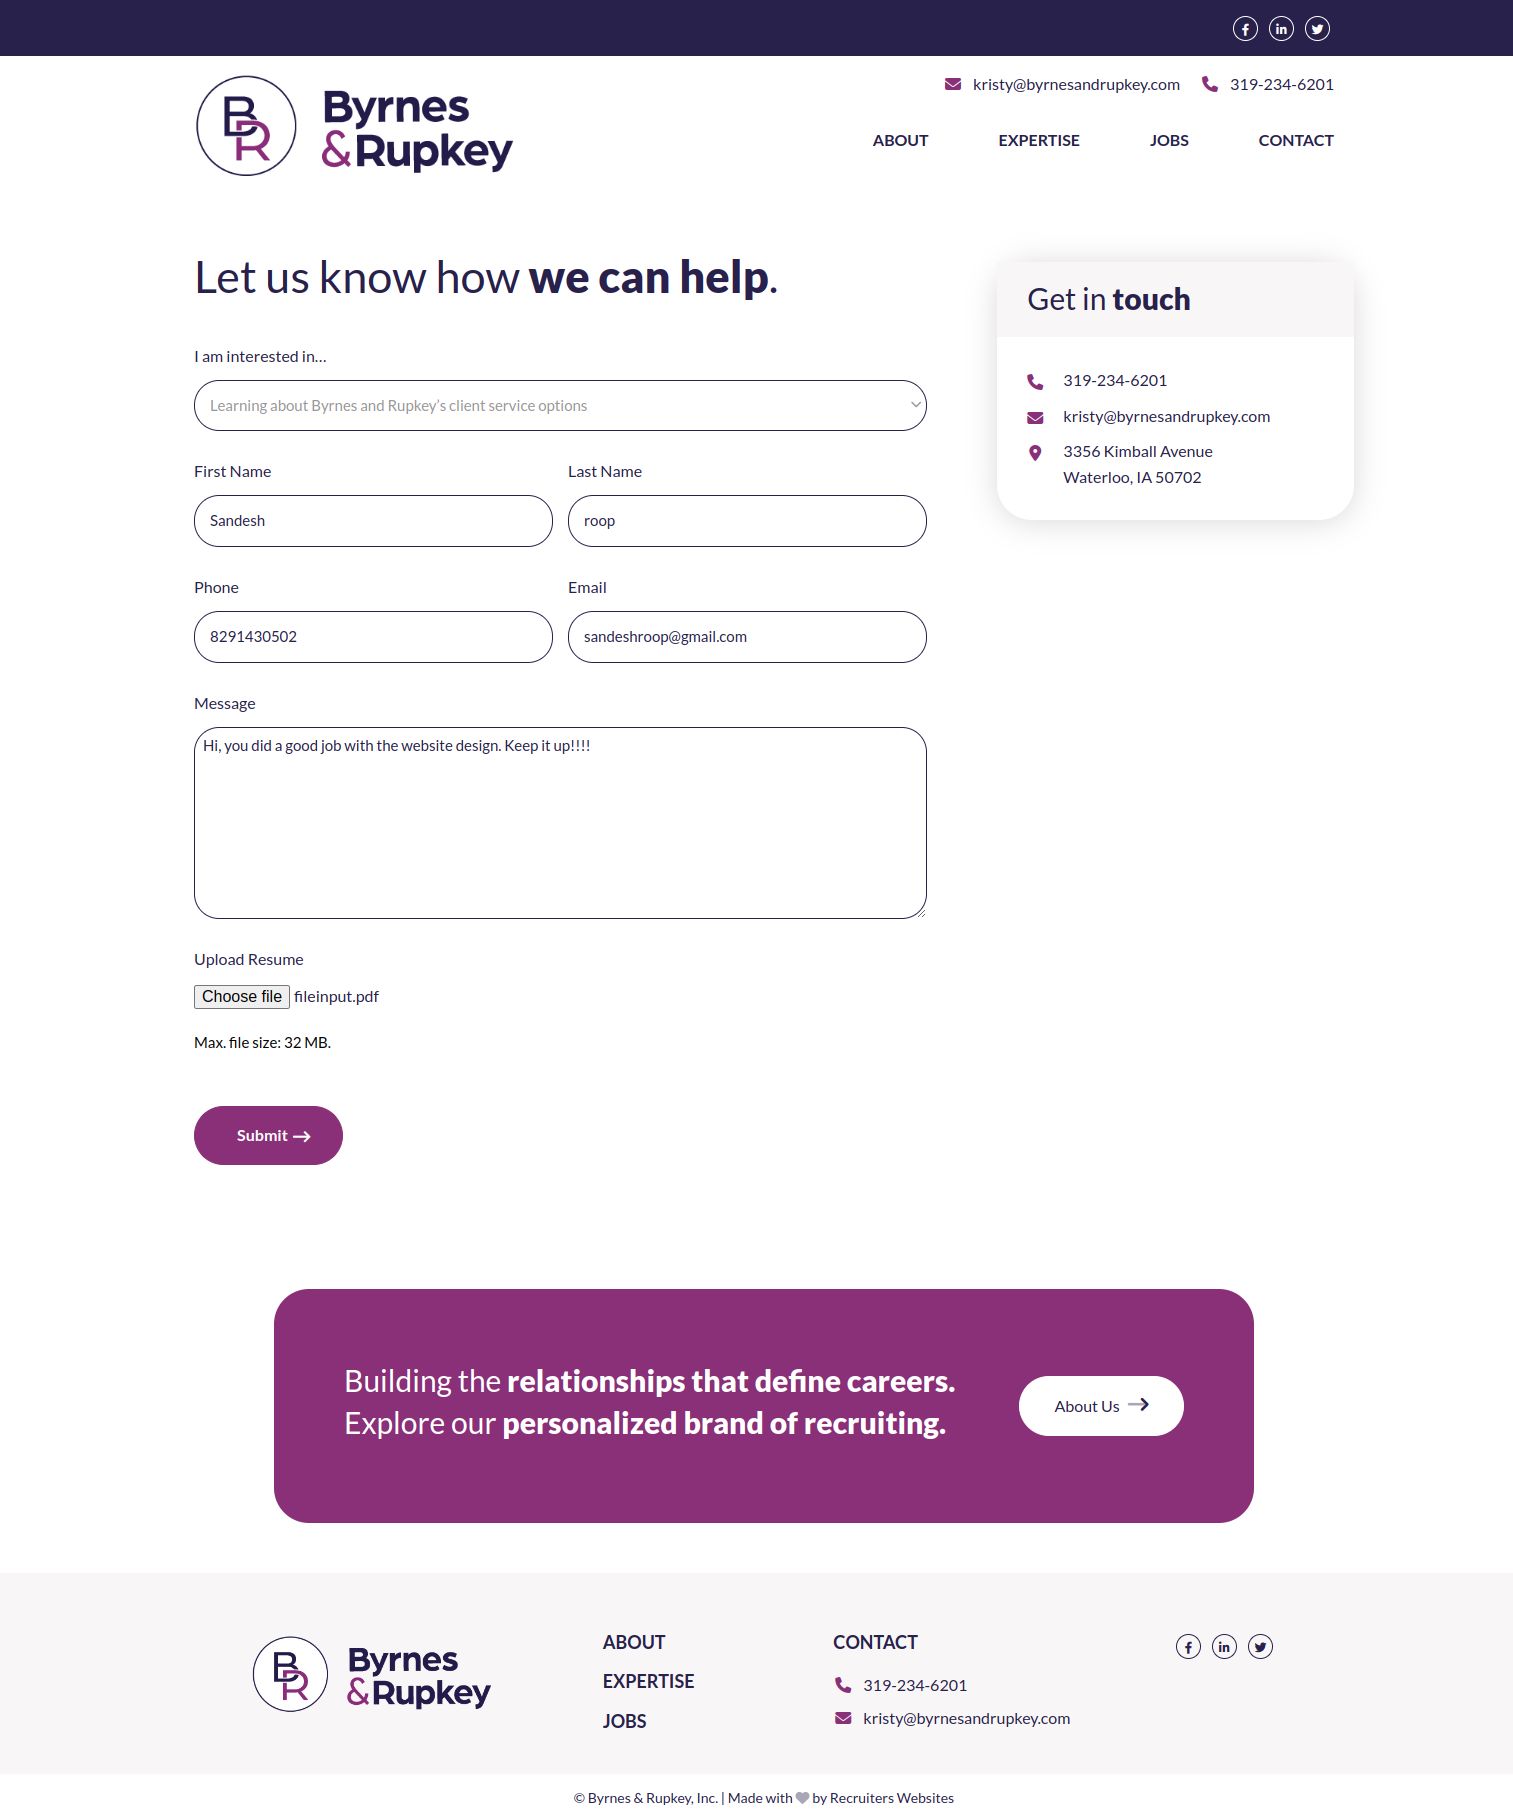 kristy@byrnesandrupkey.com 319-234-6201
BR Byrnes
&Rupkey
ABOUT EXPERTISE JOBS CONTACT
Let us know how we can help.
I am interested in...
Learning about Byrnes and Rupkey’s client service options
First Name Last Name
Sandesh roop
Phone Email
8291430502 sandeshroop@gmail.com
Message
Hi, you did a good job with the website design. Keep it up!!!!
Upload Resume
Choose file fileinput.pdf
Max. file size: 32 MB.
Submit
Get in touch
319-234-6201
kristy@byrnesandrupkey.com
3356 Kimball Avenue
Waterloo, IA 50702
Building the relationships that define careers.
Explore our personalized brand of recruiting.
About Us
BR Byrnes
&Rupkey
ABOUT
EXPERTISE
JOBS
CONTACT
319-234-6201
kristy@byrnesandrupkey.com
© Byrnes & Rupkey, Inc. | Made with by Recruiters Websites